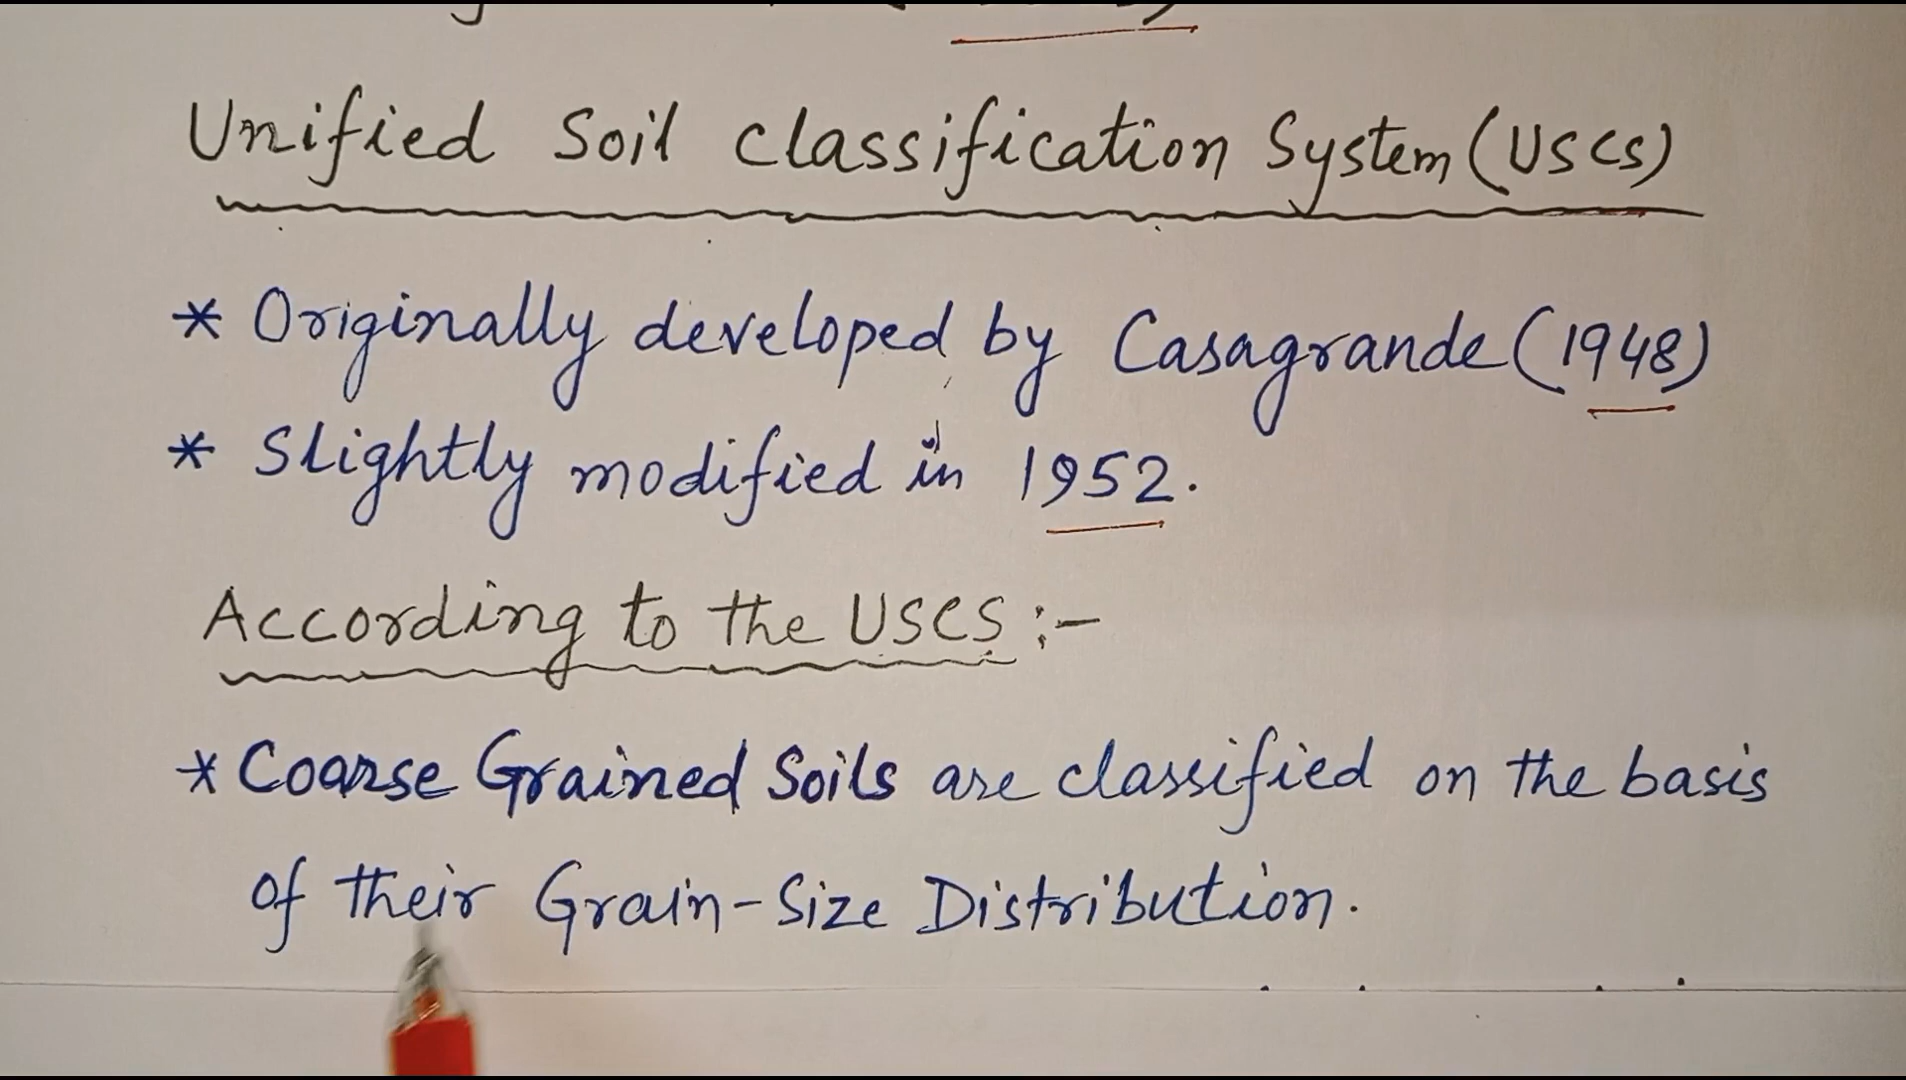 Unified Soil Classification System (USCS)
* Originally developed by Casagrande (1948)
* Slightly modified in 1952.
According to the USCS :-
* Coarse Grained Soils are classified on the basis
of their Grain-Size Distribution.